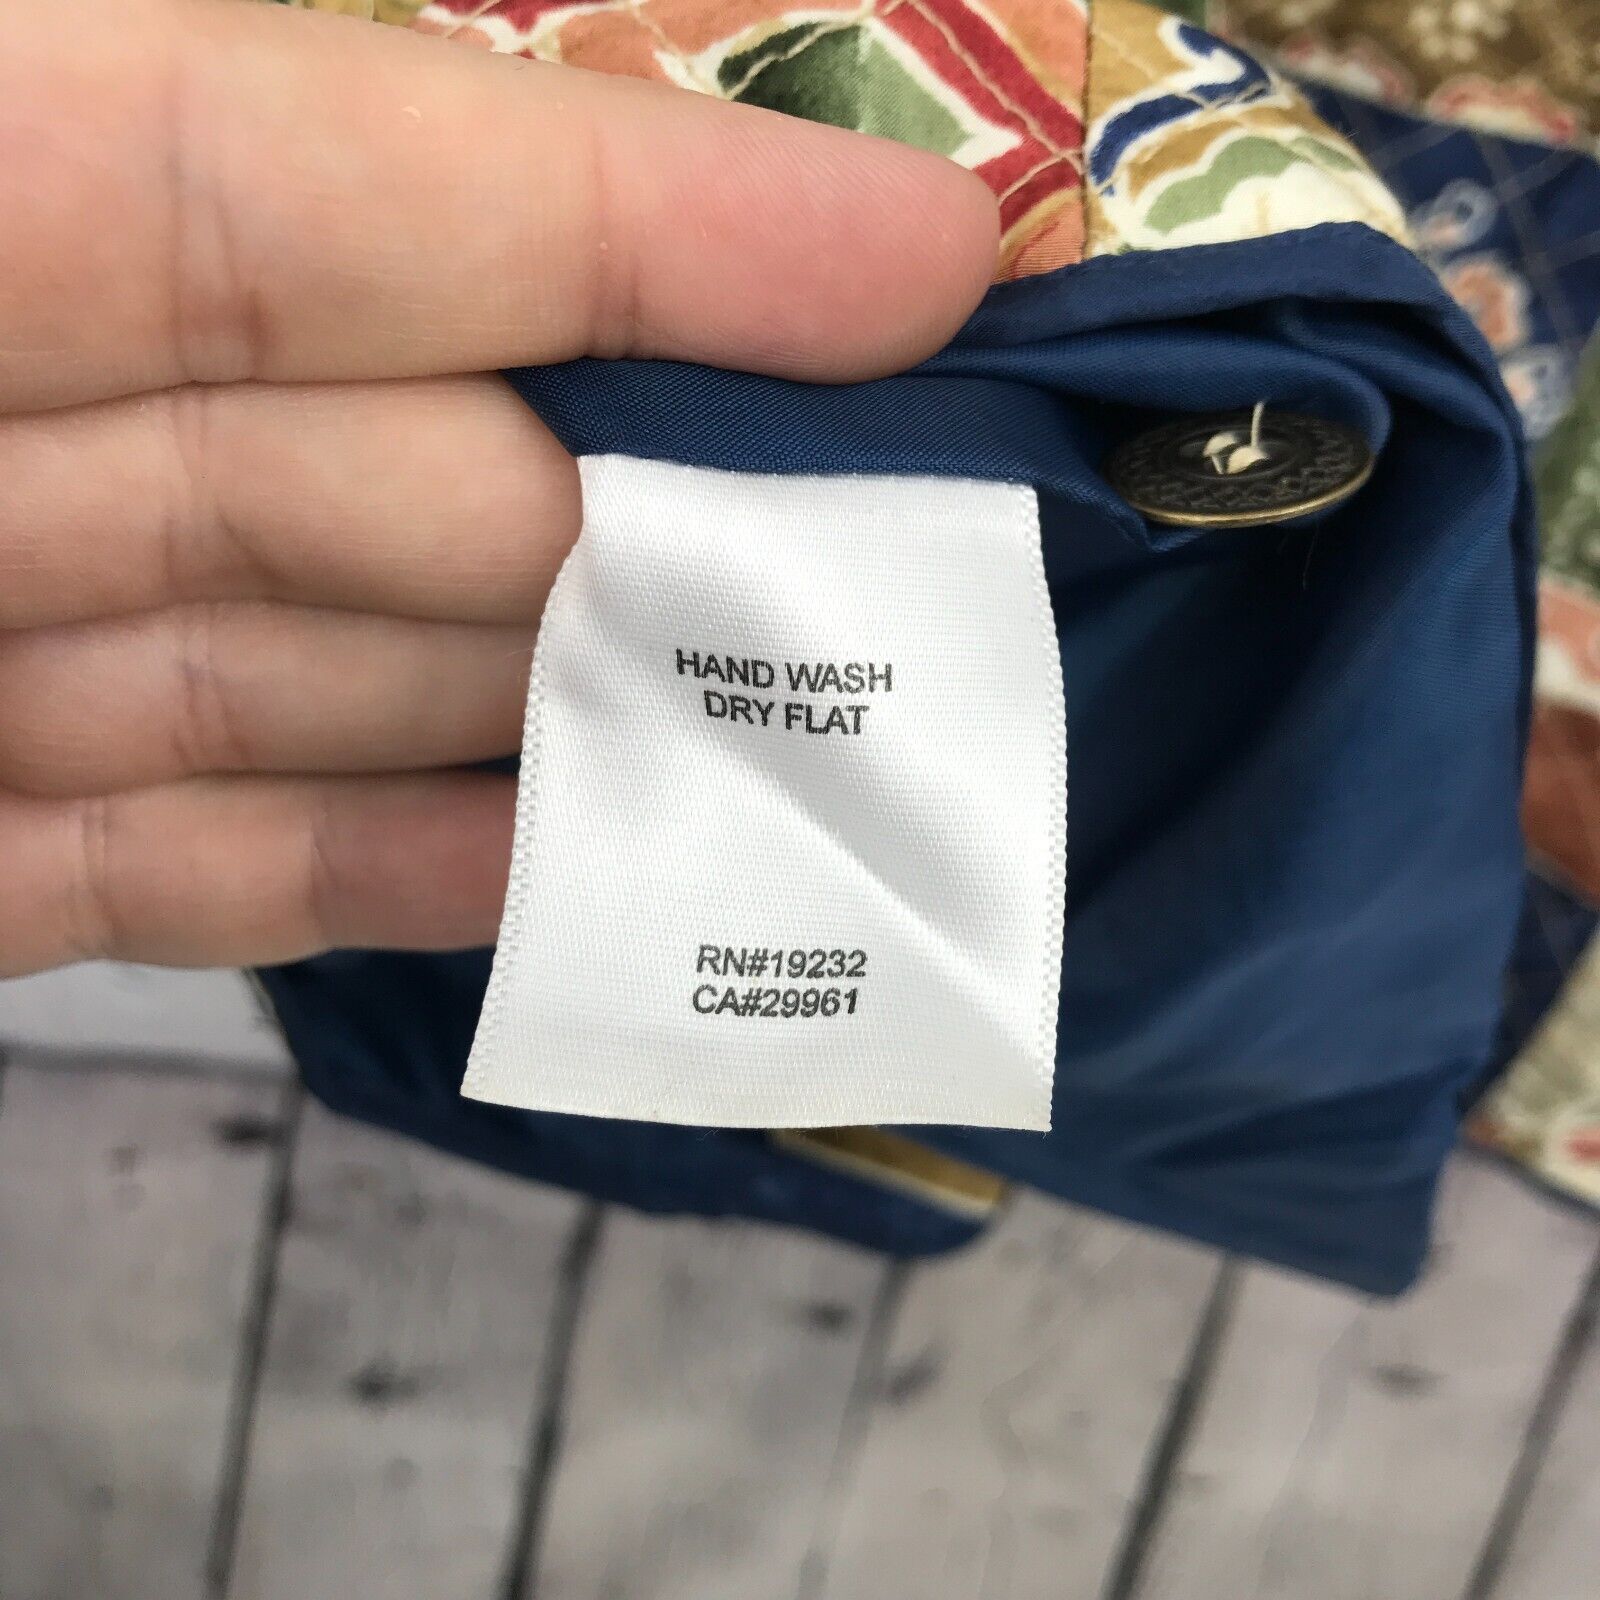 HAND WASH
DRY FLAT
RN#19232
CA#29961